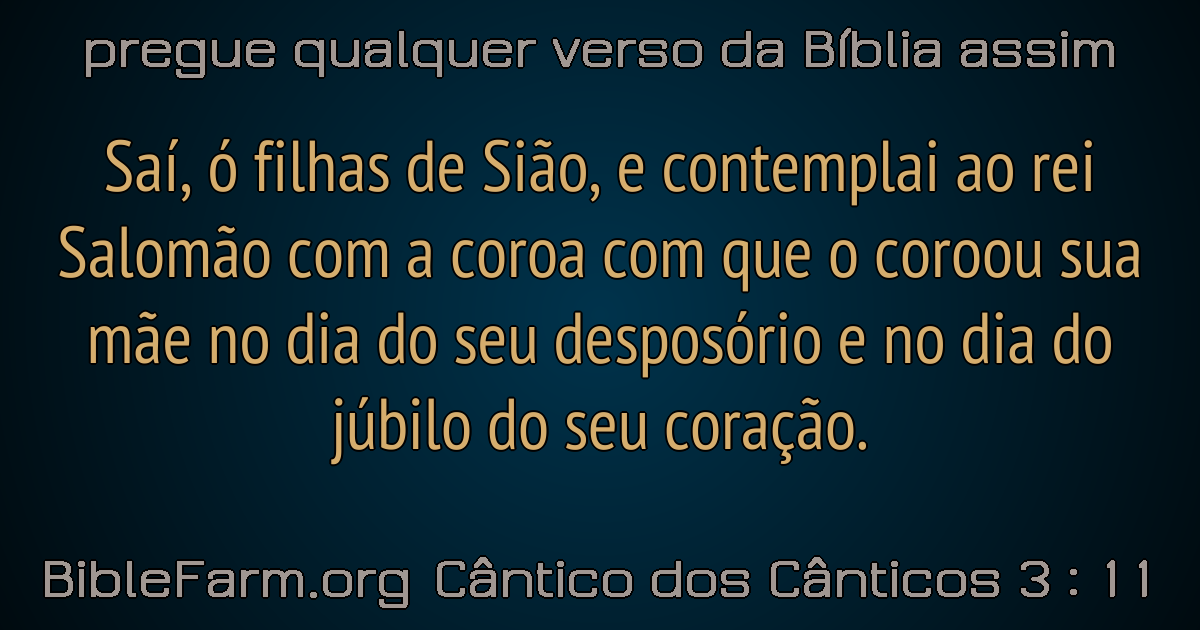 pregue qualquer verso da Bíblia assim
Saí, ó filhas de Sião, e contemplai ao rei
Salomão com a coroa com que o coroou sua
mãe no dia do seu desposório e no dia do
júbilo do seu coração.
BibleFarm.org Cântico dos Cânticos 3 : 11